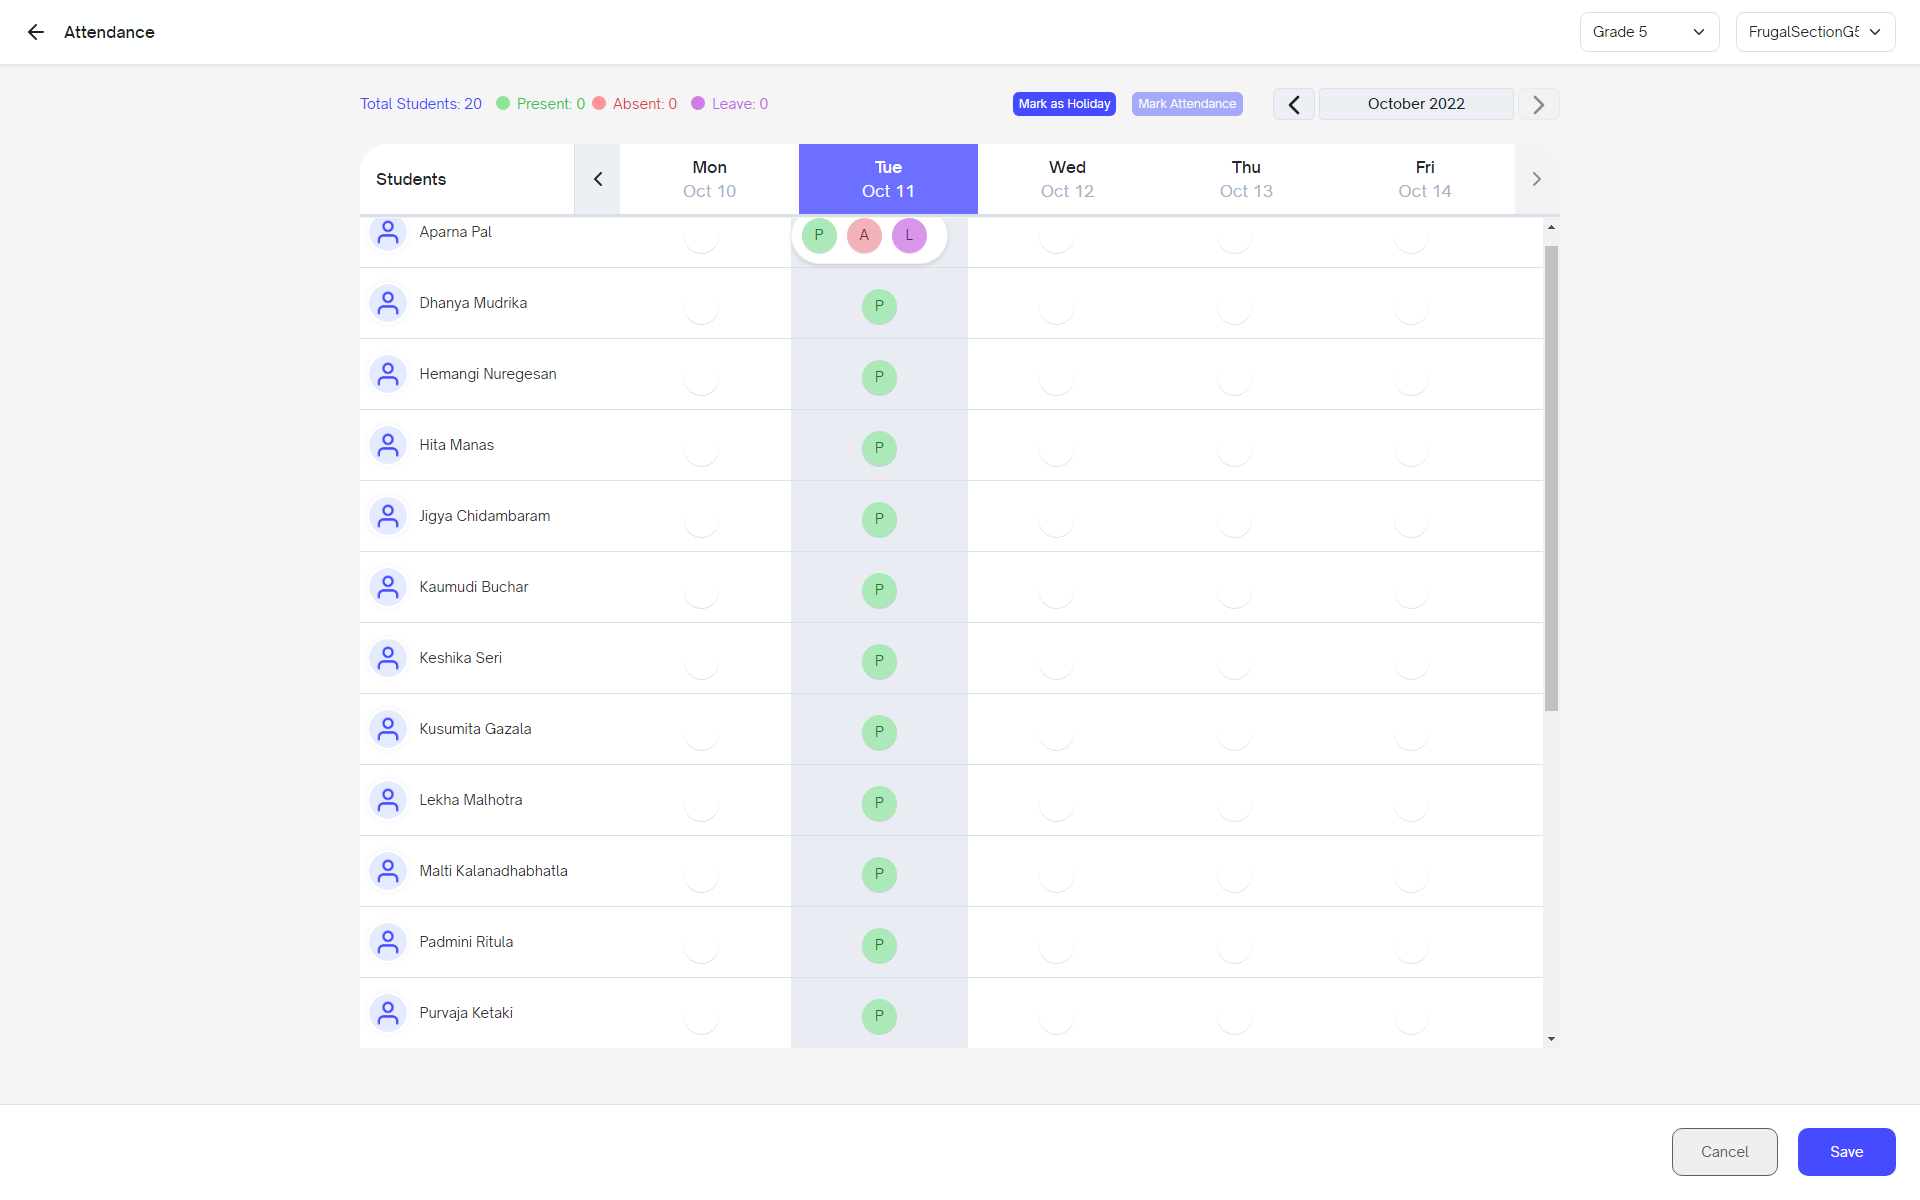 Attendance
Grade 5
FrugalSectionG5
Total Students: 20
Present: 0
Absent: 0
Leave: 0
Mark as Holiday
Mark Attendance
October 2022
Students
Mon
Oct 10
Tue
Oct 11
Wed
Oct 12
Thu
Oct 13
Fri
Oct 14
Aparna Pal
P
A
L
Dhanya Mudrika
P
Hemangi Nuregesan
P
Hita Manas
P
Jigya Chidambaram
P
Kaumudi Buchar
P
Keshika Seri
P
Kusumita Gazala
P
Lekha Malhotra
P
Malti Kalanadhabhatla
P
Padmini Ritula
P
Purvaja Ketaki
P
Cancel
Save